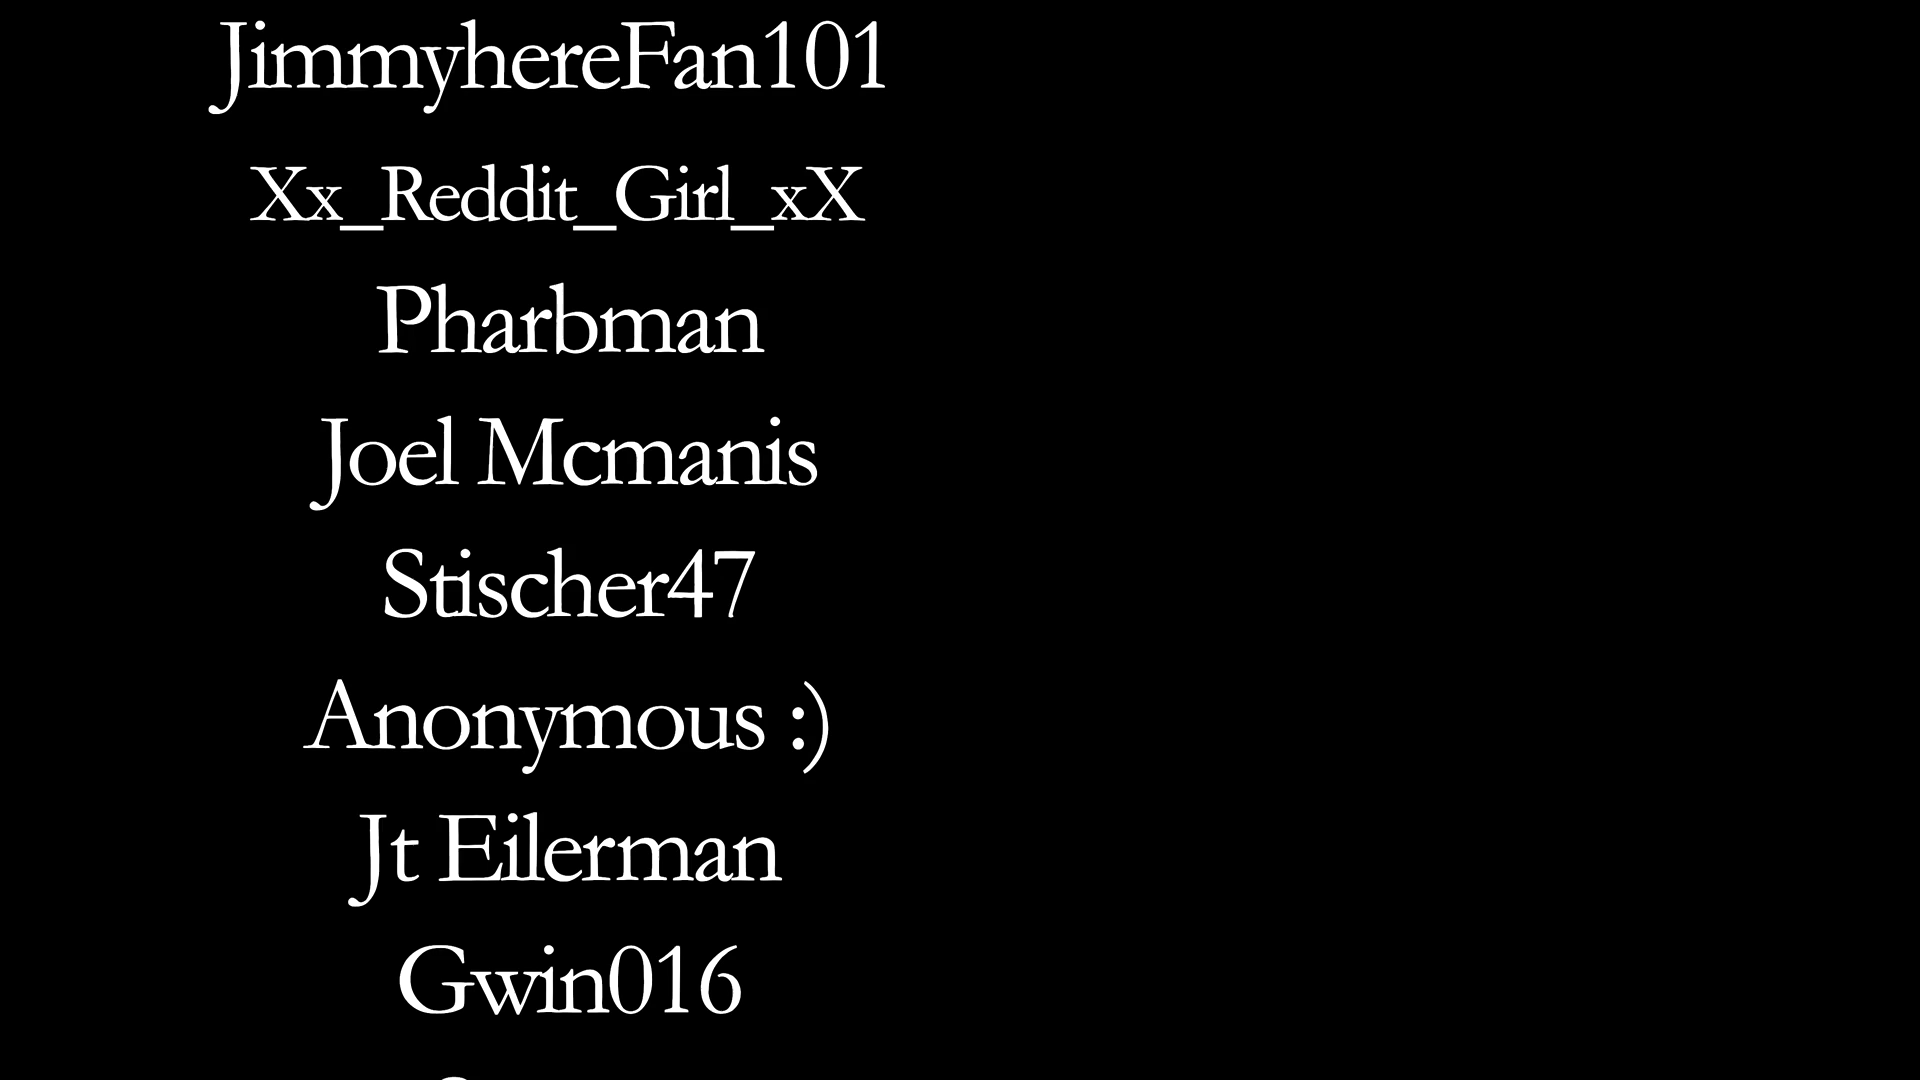 JimmyhereFan101
Xx_Reddit_Girl_xX
Pharbman
Joel Mcmanis
Stischer47
Anonymous :)
Jt Eilerman
Gwin016